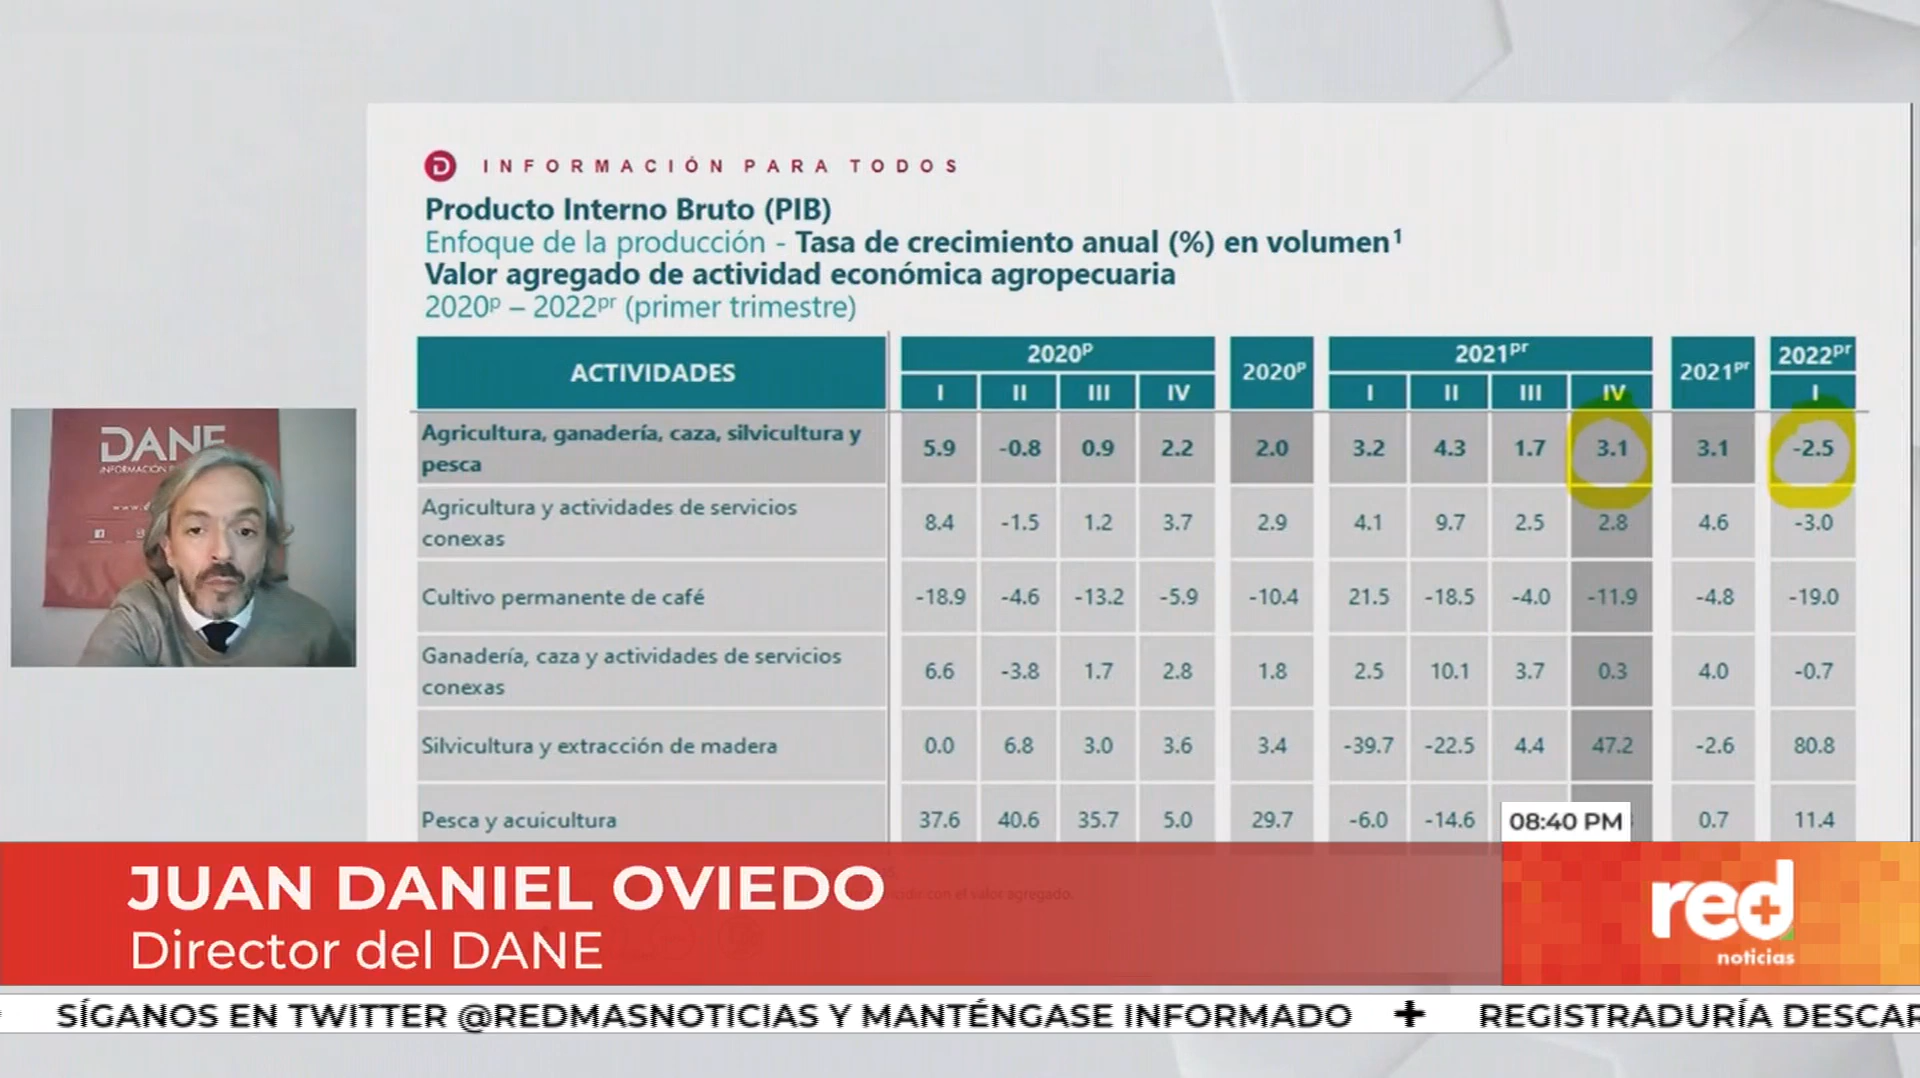 INFORMACIÓN PARA TODOS
Producto Interno Bruto (PIB)
Enfoque de la producción - Tasa de crecimiento anual (%) en volumen¹
Valor agregado de actividad económica agropecuaria
2020ᵖ – 2022ᵖʳ (primer trimestre)
ACTIVIDADES 2020ᵖ 2020ᵖ 2021ᵖʳ 2021ᵖʳ 2022ᵖʳ
I II III IV I II III IV I
Agricultura, ganadería, caza, silvicultura y
pesca
5.9 -0.8 0.9 2.2 2.0 3.2 4.3 1.7 3.1 3.1 -2.5
Agricultura y actividades de servicios
conexas
8.4 -1.5 1.2 3.7 2.9 4.1 9.7 2.5 2.8 4.6 -3.0
Cultivo permanente de café -18.9 -4.6 -13.2 -5.9 -10.4 21.5 -18.5 -4.0 -11.9 -4.8 -19.0
Ganadería, caza y actividades de servicios
conexas
6.6 -3.8 1.7 2.8 1.8 2.5 10.1 3.7 0.3 4.0 -0.7
Silvicultura y extracción de madera 0.0 6.8 3.0 3.6 3.4 -39.7 -22.5 4.4 47.2 -2.6 80.8
Pesca y acuicultura 37.6 40.6 35.7 5.0 29.7 -6.0 -14.6 0.7 11.4
DANE
08:40 PM
con el valor agregado.
JUAN DANIEL OVIEDO
Director del DANE
red
noticias
SÍGANOS EN TWITTER @REDMASNOTICIAS Y MANTÉNGASE INFORMADO + REGISTRADURÍA DESCAR